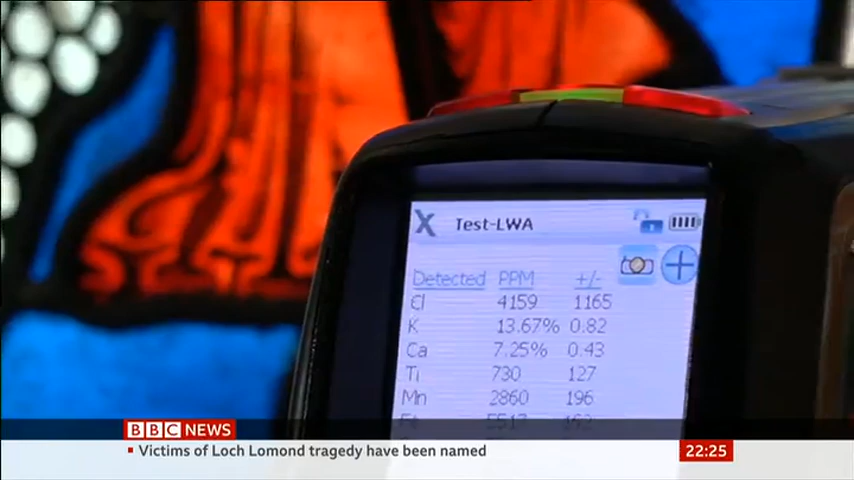 X Test-LWA
Detected PPM +/-
Cl 4159 1165
K 13.67% 0.82
Ca 7.25% 0.43
Ti 730 127
Mn 2860 196
BBC NEWS
Victims of Loch Lomond tragedy have been named
22:25